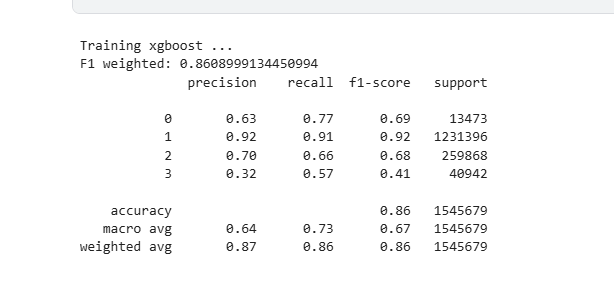 Training xgboost ...
F1 weighted: 0.8608999134450994
precision recall f1-score support
0 0.63 0.77 0.69 13473
1 0.92 0.91 0.92 1231396
2 0.70 0.66 0.68 259868
3 0.32 0.57 0.41 40942
accuracy 0.86 1545679
macro avg 0.64 0.73 0.67 1545679
weighted avg 0.87 0.86 0.86 1545679